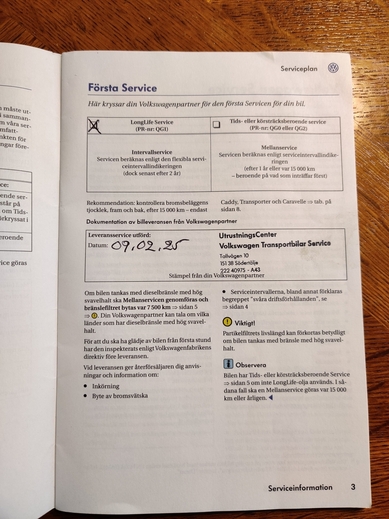 Serviceplan
Första Service
Här kryssar din Volkswagenpartner för den första Servicen för din bil.
LongLife Service
(PR-nr: QG1)
Tids- eller körsträcksberoende service
(PR-nr: QG0 eller QG2)
Intervallservice
Servicen beräknas enligt den flexibla servi-
ceintervallindikeringen
(dock senast efter 2 år)
Mellanservice
Servicen beräknas enligt serviceintervallindike-
ringen
(efter 1 år eller var 15 000 km
– beroende på vad som inträffar först)
Rekommendation: kontrollera bromsbeläggens
tjocklek, fram och bak, efter 15 000 km – endast
Caddy, Transporter och Caravelle ⇒ tab. på
sidan 8.
Dokumentation av billeveransen från Volkswagenpartner
Leveransservice utförd:
Datum: 09.02.25
UtrustningsCenter
Volkswagen Transportbilar Service
Tallvägen 10
151 38 Södertälje
222 40975 - A43
Stämpel från din Volkswagenpartner
Om bilen tankas med dieselbränsle med hög
svavelhalt ska Mellanservicen genomföras och
bränslefiltret bytas var 7 500 km ⇒ sidan 5
⇒ . Din Volkswagenpartner kan tala om vilka
länder som har dieselbränsle med hög svavel-
halt.
För att du ska ha glädje av bilen från första stund
har den inspekterats enligt Volkswagenfabrikens
direktiv före leveransen.
Vid leveransen ger återförsäljaren dig anvis-
ningar och information om:
• Inkörning
• Byte av bromsvätska
• Serviceintervallerna, bland annat förklaras
begreppet "svåra driftsförhållanden", se
⇒ sidan 4
Viktigt!
Partikelfiltrets livslängd kan förkortas betydligt
om bilen tankas med bränsle med hög svavel-
halt.
Observera
Bilen har Tids- eller körsträcksberoende Service
⇒ sidan 5 om inte LongLife-olja används. I så-
dana fall ska en Mellanservice göras var 15 000
km eller årligen.
Serviceinformation 3